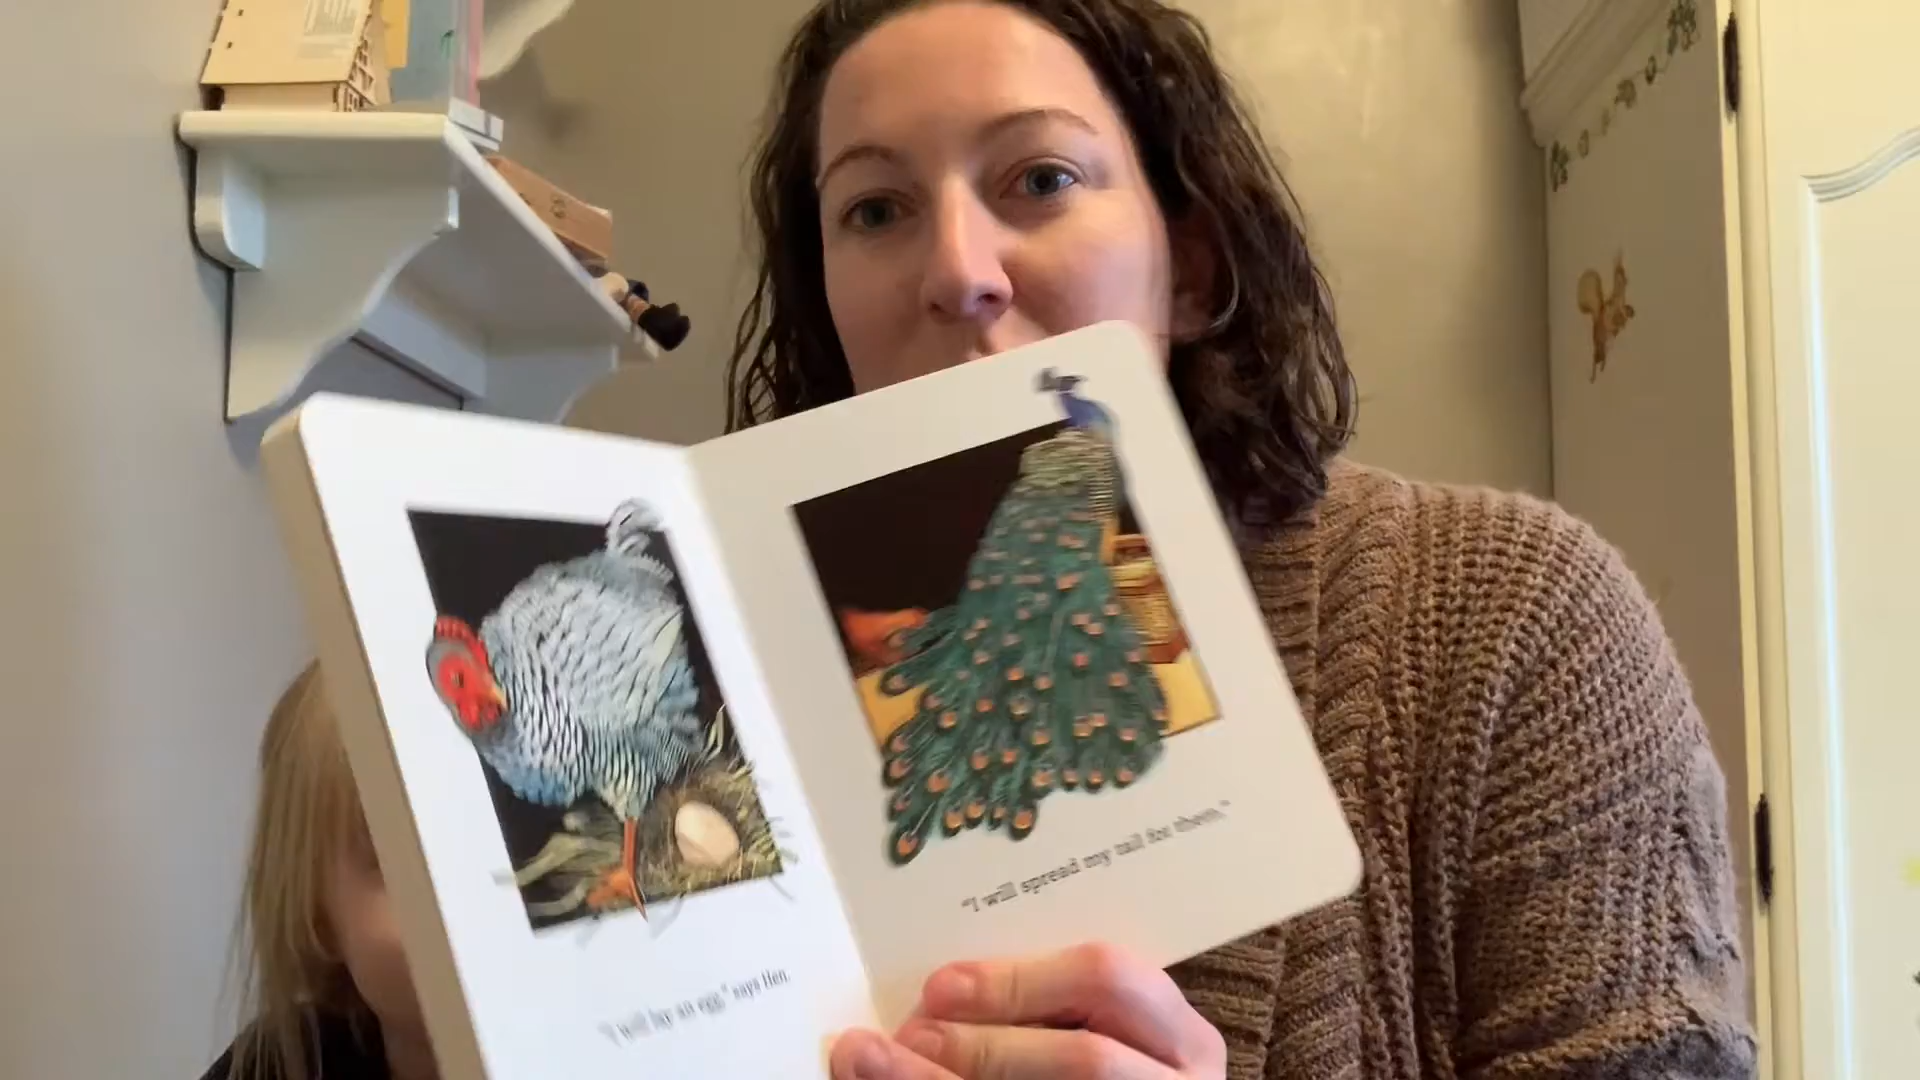 "I will lay an egg," says Hen.
"I will spread my tail for them,"